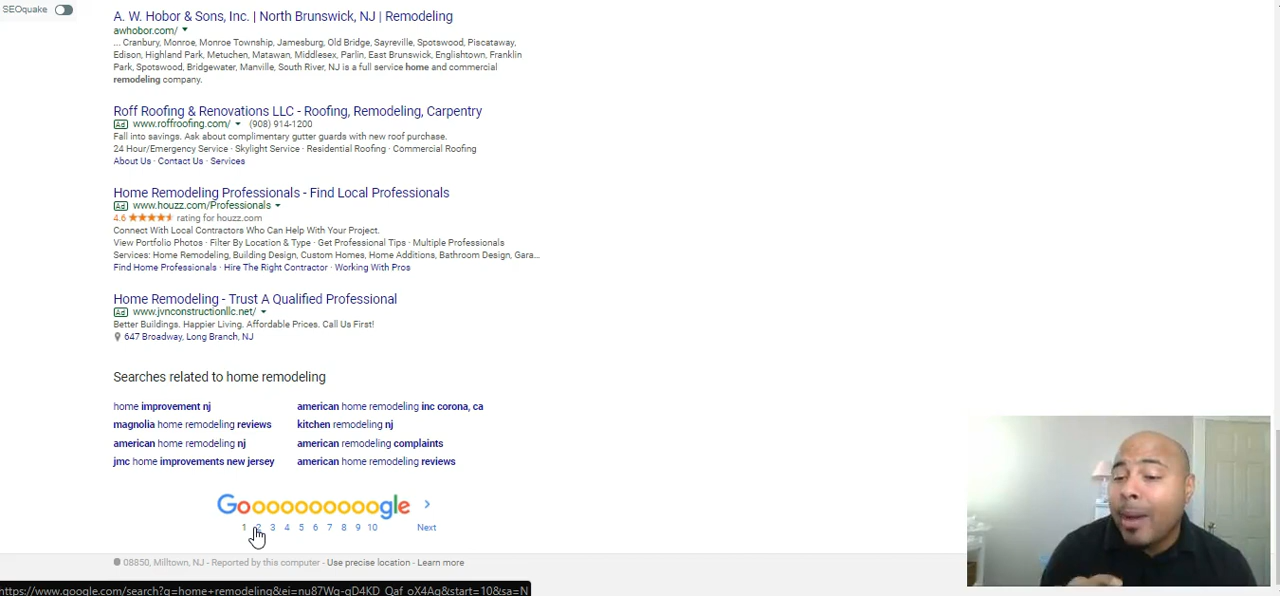 SEOquake
A. W. Hobor & Sons, Inc. | North Brunswick, NJ | Remodeling
awhobor.com/
... Cranbury, Monroe, Monroe Township, Jamesburg, Old Bridge, Sayreville, Spotswood, Piscataway,
Edison, Highland Park, Metuchen, Matawan, Middlesex, Parlin, East Brunswick, Englishtown, Franklin
Park, Spotswood, Bridgewater, Manville, South River, NJ is a full service home and commercial
remodeling company.
Roff Roofing & Renovations LLC - Roofing, Remodeling, Carpentry
Ad www.roffroofing.com/ (908) 914-1200
Fall into savings. Ask about complimentary gutter guards with new roof purchase.
24 Hour/Emergency Service · Skylight Service · Residential Roofing · Commercial Roofing
About Us · Contact Us · Services
Home Remodeling Professionals - Find Local Professionals
Ad www.houzz.com/Professionals
4.6 rating for houzz.com
Connect With Local Contractors Who Can Help With Your Project.
View Portfolio Photos · Filter By Location & Type · Get Professional Tips · Multiple Professionals
Services: Home Remodeling, Building Design, Custom Homes, Home Additions, Bathroom Design, Gara...
Find Home Professionals · Hire The Right Contractor · Working With Pros
Home Remodeling - Trust A Qualified Professional
Ad www.jvnconstructionllc.net/
Better Buildings. Happier Living. Affordable Prices. Call Us First!
647 Broadway, Long Branch, NJ
Searches related to home remodeling
home improvement nj american home remodeling inc corona, ca
magnolia home remodeling reviews kitchen remodeling nj
american home remodeling nj american remodeling complaints
jmc home improvements new jersey american home remodeling reviews
Goooooooooogle >
1 2 3 4 5 6 7 8 9 10 Next
08850, Milltown, NJ - Reported by this computer - Use precise location - Learn more